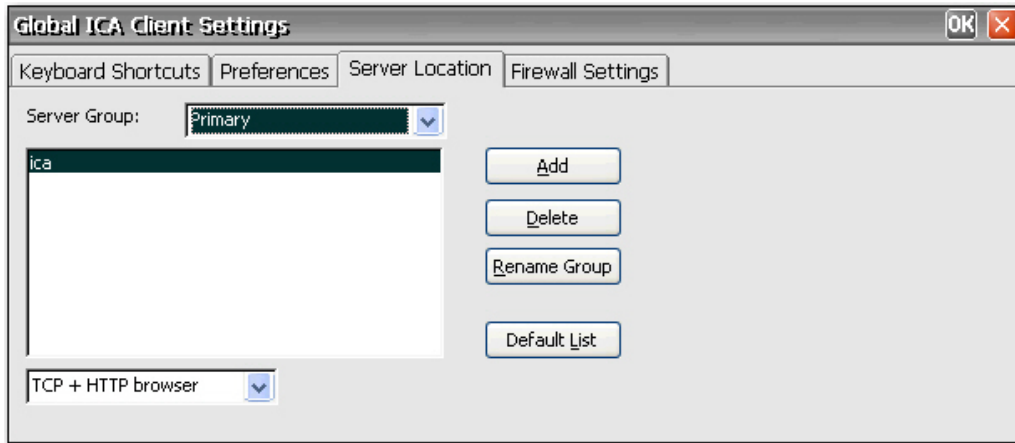 Global ICA Client Settings OK
Keyboard Shortcuts Preferences Server Location Firewall Settings
Server Group: Primary
ica
Add
Delete
Rename Group
Default List
TCP + HTTP browser